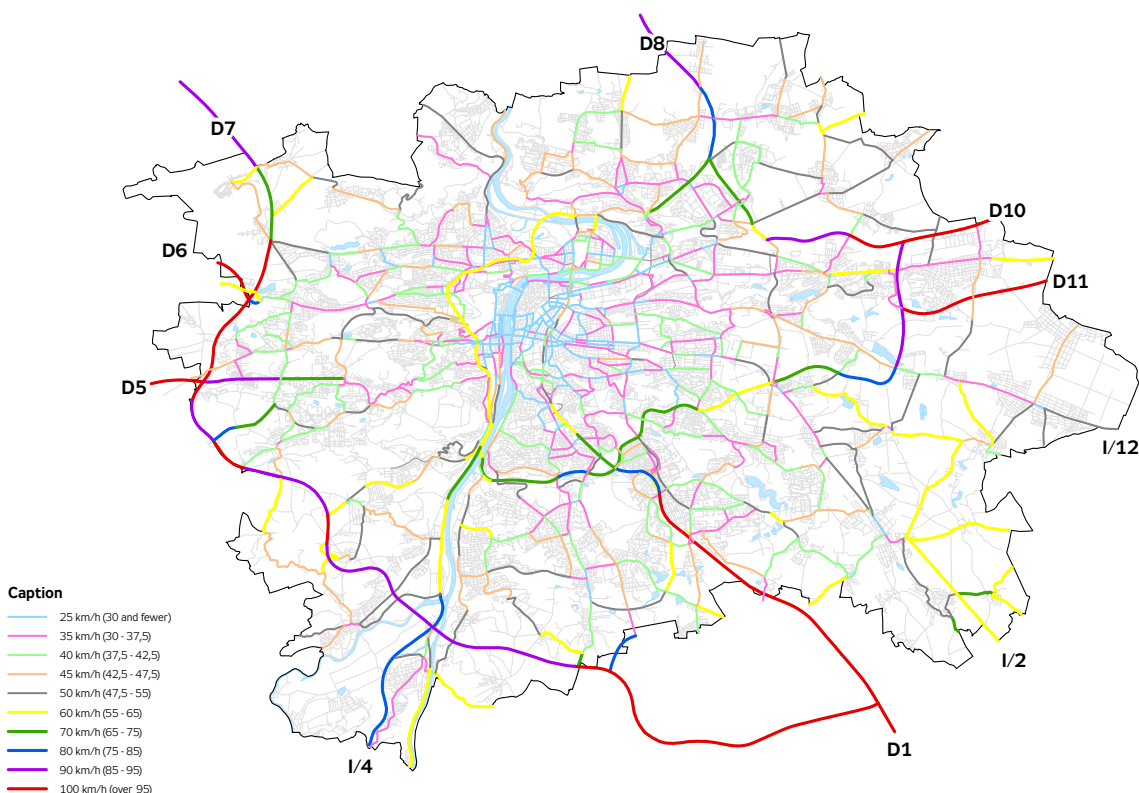 D8
D7
D10
D6
D11
D5
I/12
Caption
25 km/h (30 and fewer)
35 km/h (30 - 37,5)
40 km/h (37,5 - 42,5)
45 km/h (42,5 - 47,5)
50 km/h (47,5 - 55)
60 km/h (55 - 65)
70 km/h (65 - 75)
80 km/h (75 - 85)
90 km/h (85 - 95)
100 km/h (over 95)
I/2
D1
I/4